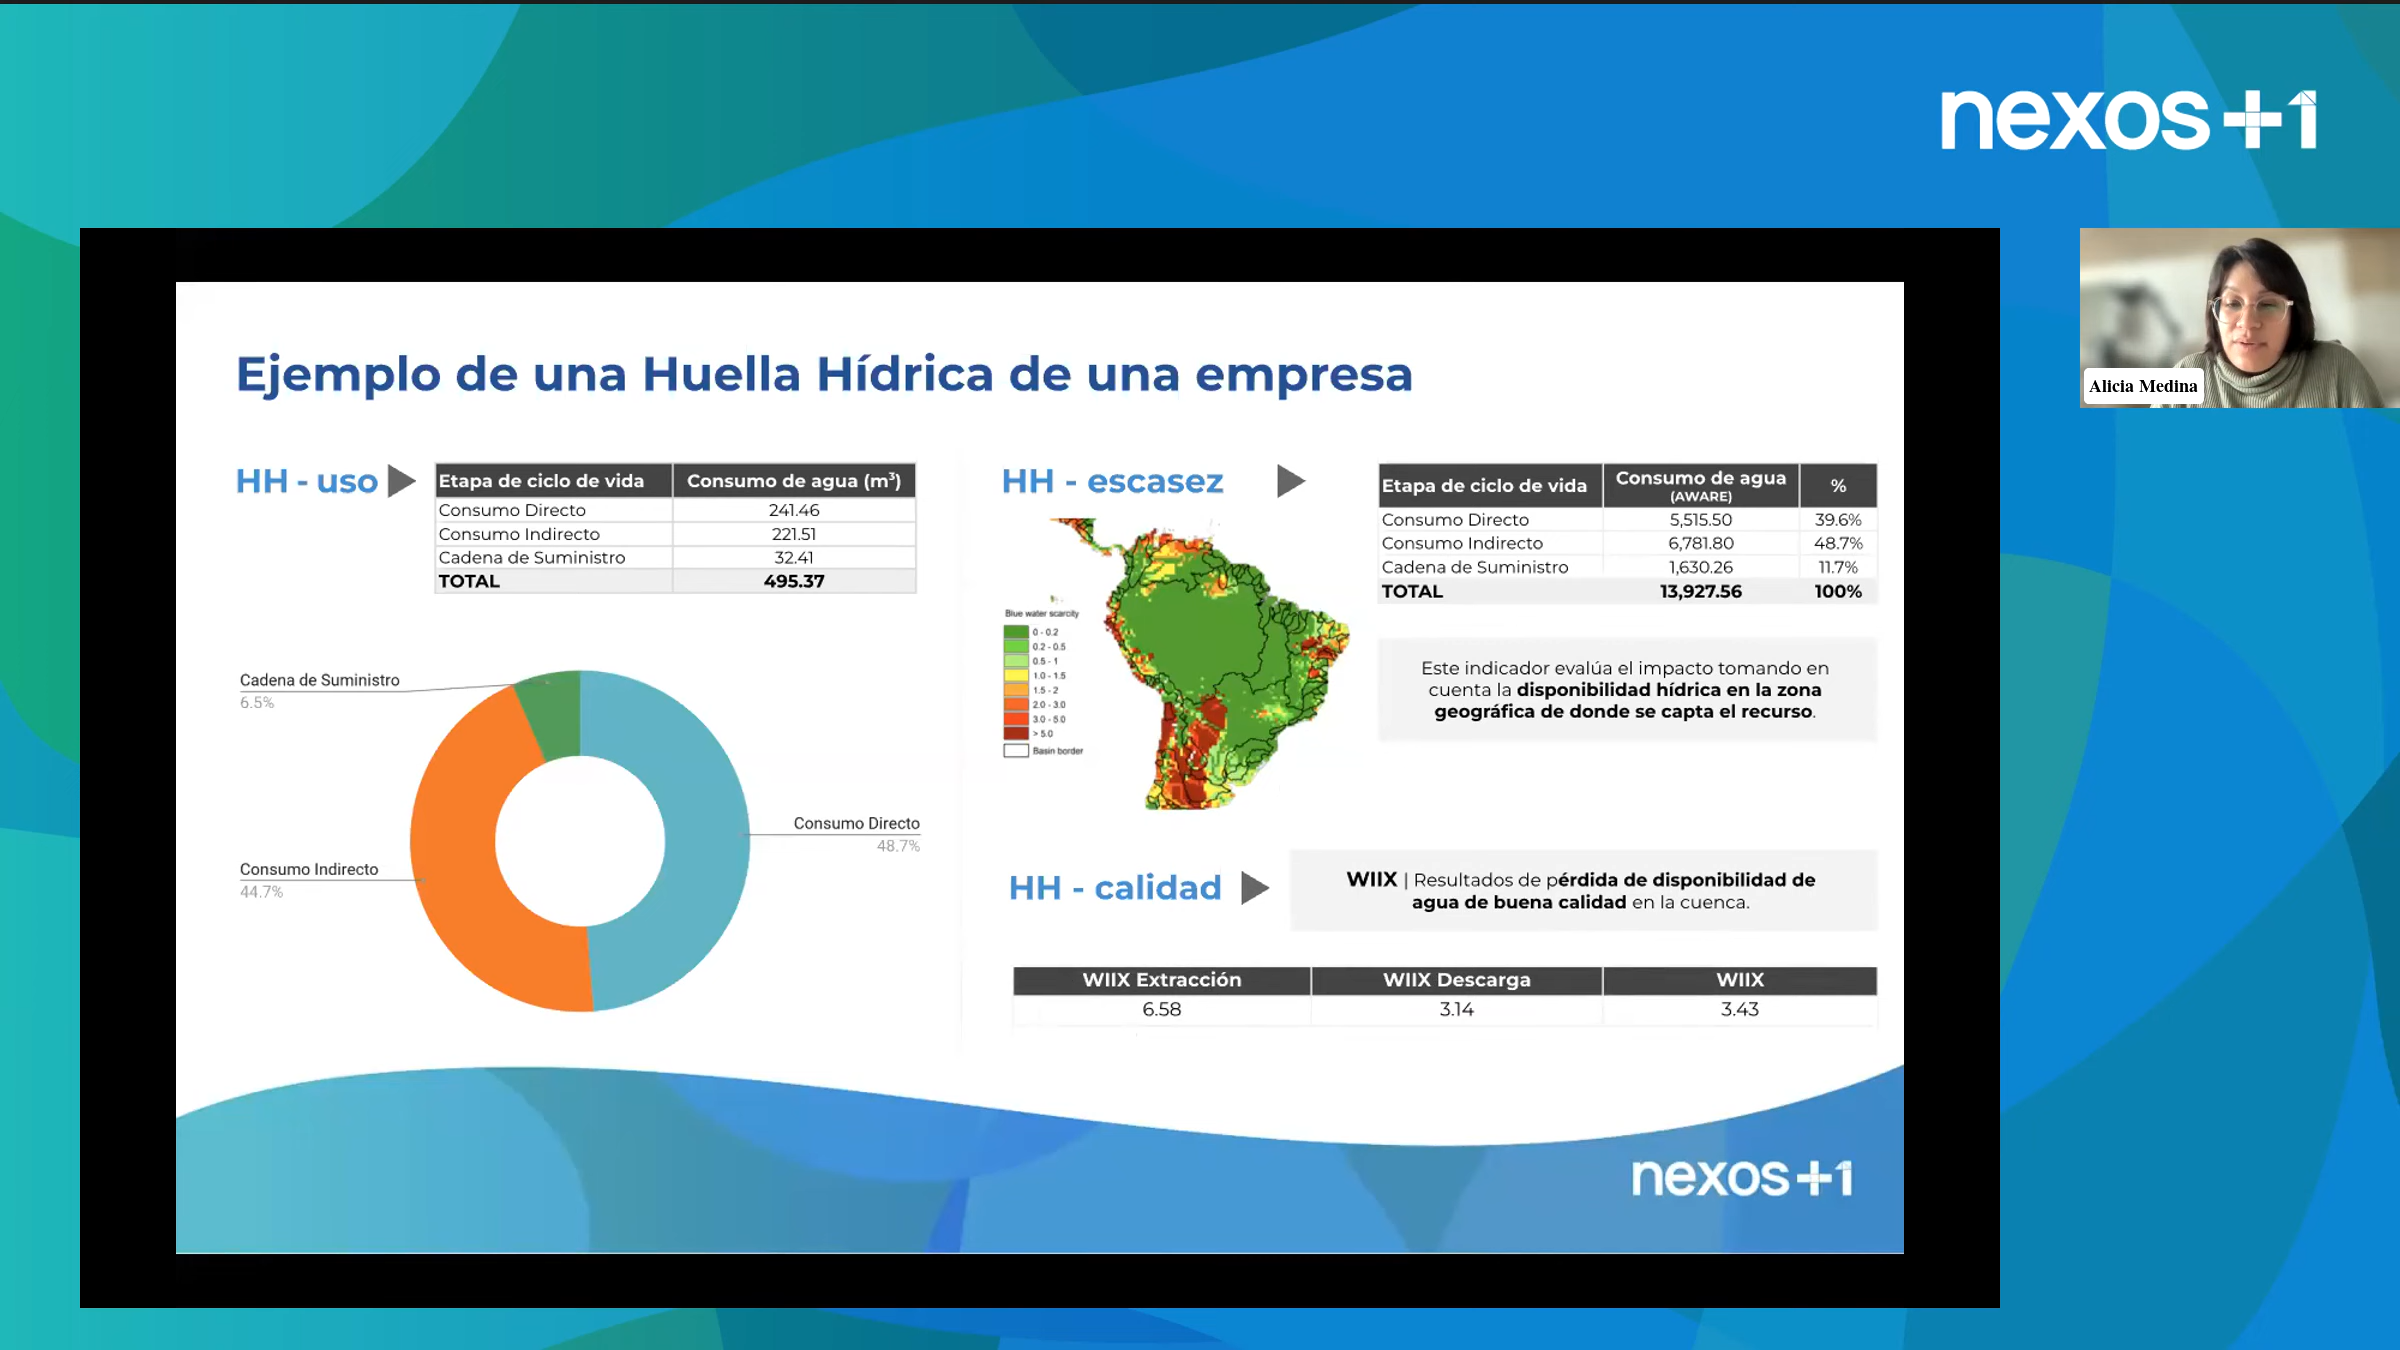 nexos+1
Alicia Medina
Ejemplo de una Huella Hídrica de una empresa
HH - uso
Etapa de ciclo de vida Consumo de agua (m³)
Consumo Directo 241.46
Consumo Indirecto 221.51
Cadena de Suministro 32.41
TOTAL 495.37
Cadena de Suministro
6.5%
Consumo Directo
48.7%
Consumo Indirecto
44.7%
HH - escasez
Etapa de ciclo de vida Consumo de agua (AWARE) %
Consumo Directo 5,515.50 39.6%
Consumo Indirecto 6,781.80 48.7%
Cadena de Suministro 1,630.26 11.7%
TOTAL 13,927.56 100%
Blue water scarcity
0 - 0.2
0.2 - 0.5
0.5 - 1
1.0 - 1.5
1.5 - 2
2.0 - 3.0
3.0 - 5.0
> 5.0
Basin border
Este indicador evalúa el impacto tomando en
cuenta la disponibilidad hídrica en la zona
geográfica de donde se capta el recurso.
HH - calidad
WIIX | Resultados de pérdida de disponibilidad de
agua de buena calidad en la cuenca.
WIIX Extracción WIIX Descarga WIIX
6.58 3.14 3.43
nexos+1